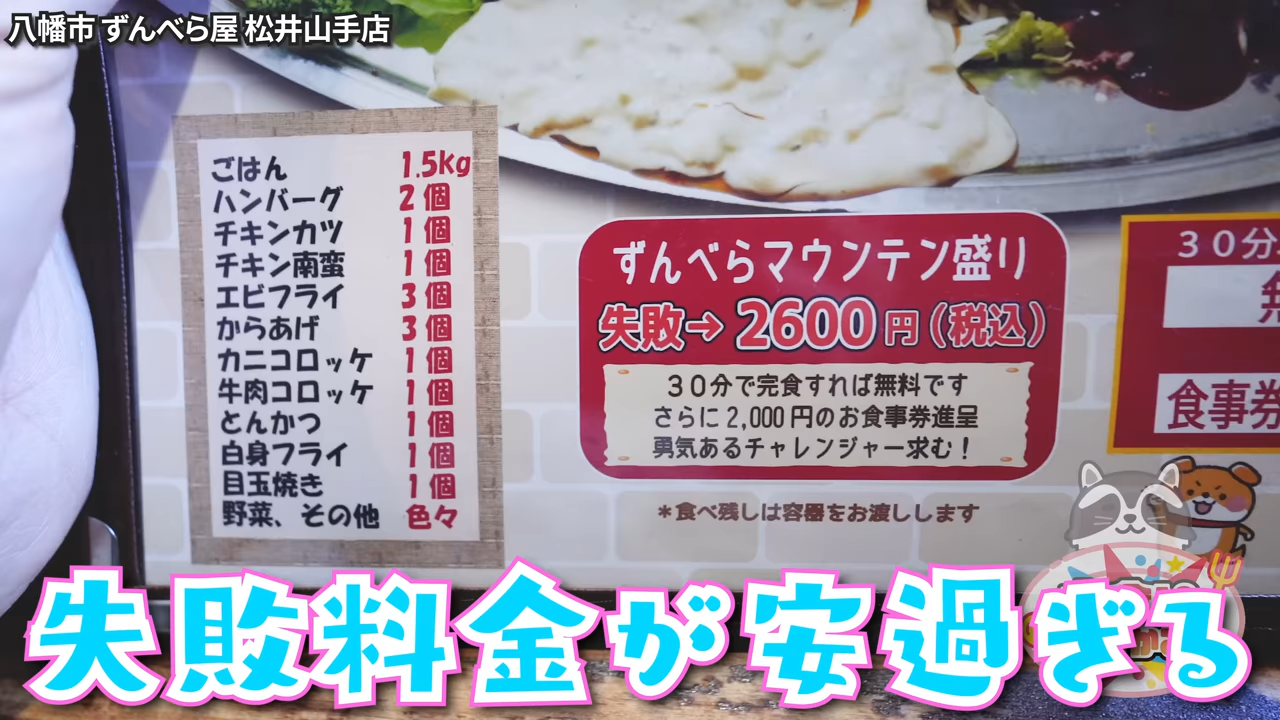 八幡市 ずんべら屋 松井山手店
ごはん 1.5kg
ハンバーグ 2個
チキンカツ 1個
チキン南蛮 1個
エビフライ 3個
からあげ 3個
カニコロッケ 1個
牛肉コロッケ 1個
とんかつ 1個
白身フライ 1個
目玉焼き 1個
野菜、その他 色々
ずんべらマウンテン盛り
失敗→ 2600円(税込)
30分で完食すれば無料です
さらに2,000円のお食事券進呈
勇気あるチャレンジャー求む!
*食べ残しは容器をお渡しします
30分
食事券
失敗料金が安過ぎる